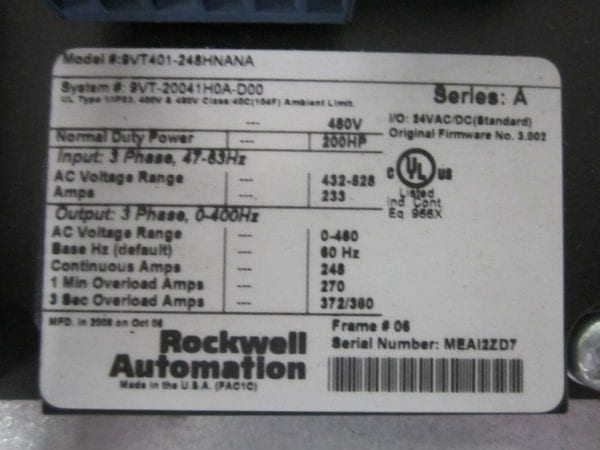 Model #:9VT401-248HNANA
System #: 9VT-20041H0A-D00
UL Type 400V & 480V Class:40C(104F) Ambient Limit.
Series: A
I/O: 24VAC/DC(Standard)
Original Firmware No. 3.002
--- 480V
Normal Duty Power --- 200HP
Input: 3 Phase, 47-63Hz
AC Voltage Range --- 432-528
Amps --- 233
Output: 3 Phase, 0-400Hz
AC Voltage Range --- 0-460
Base Hz (default) --- 60 Hz
Continuous Amps --- 248
1 Min Overload Amps --- 270
3 Sec Overload Amps --- 372/360
C UL US
Listed
Ind Cont
Eq 966X
MFD. in 2006 on Oct 06
Rockwell
Automation
Made in the U.S.A. (FAC1C)
Frame # 06
Serial Number: MEAI2ZD7